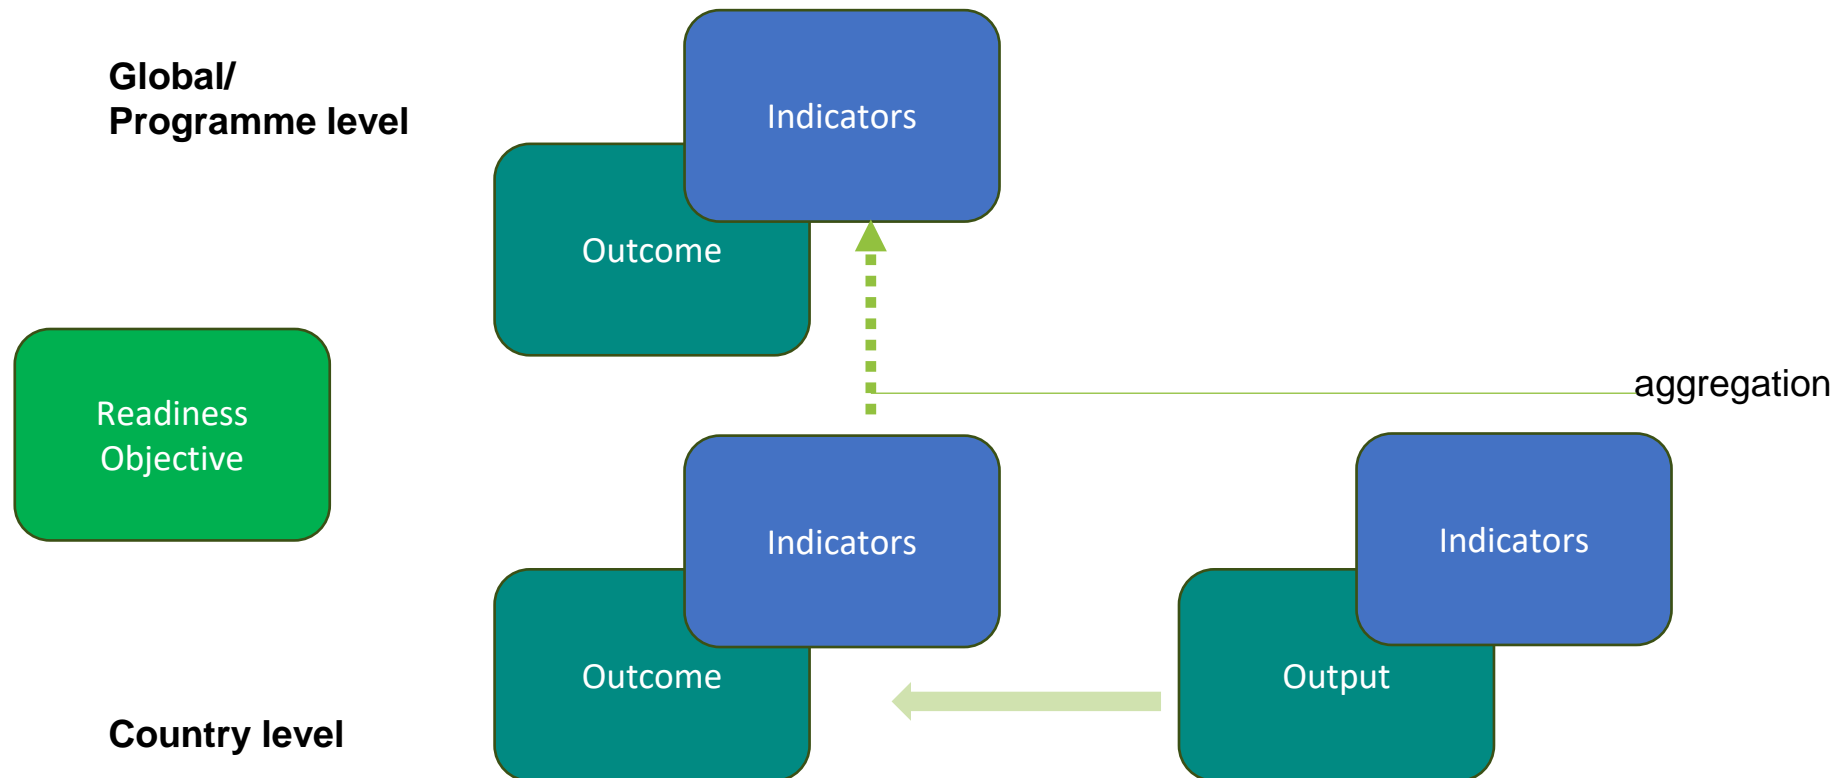 Global/
Programme level
Indicators
Outcome
aggregation
Readiness
Objective
Indicators
Indicators
Outcome
Output
Country level